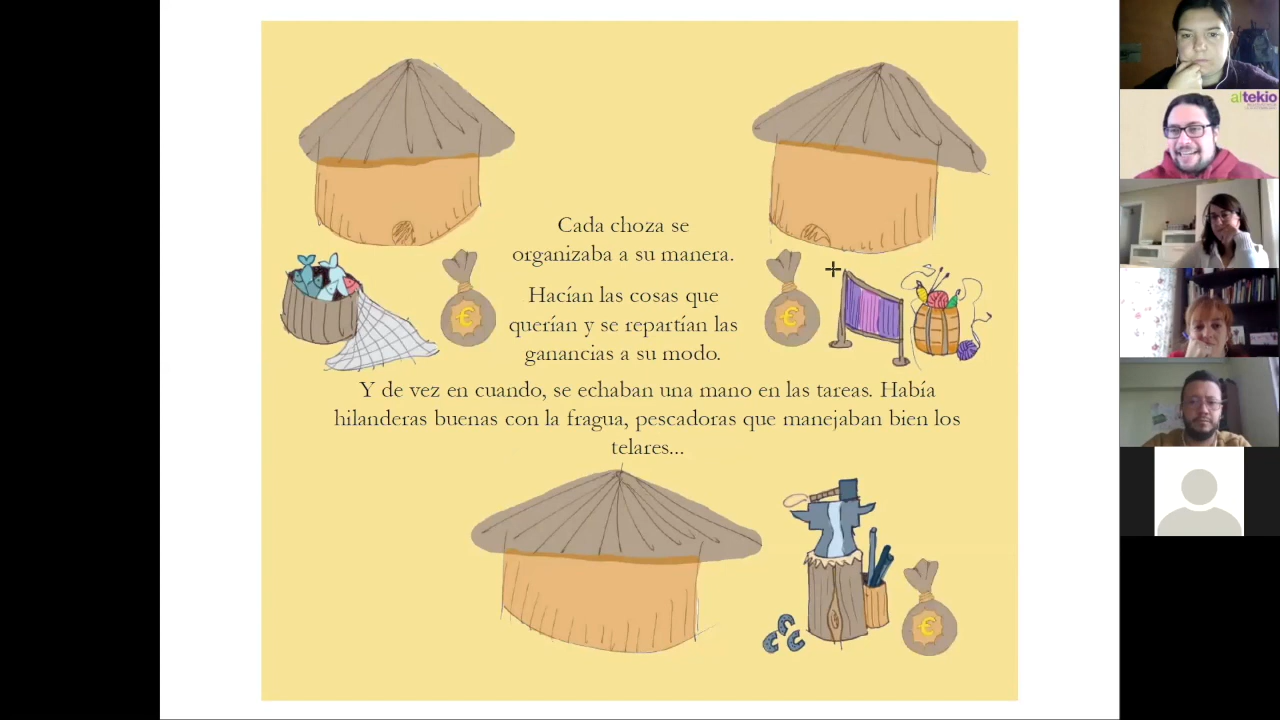 Cada choza se
organizaba a su manera.
Hacían las cosas que
querían y se repartían las
ganancias a su modo.
Y de vez en cuando, se echaban una mano en las tareas. Había
hilanderas buenas con la fragua, pescadoras que manejaban bien los
telares...
€
€
€
altekio